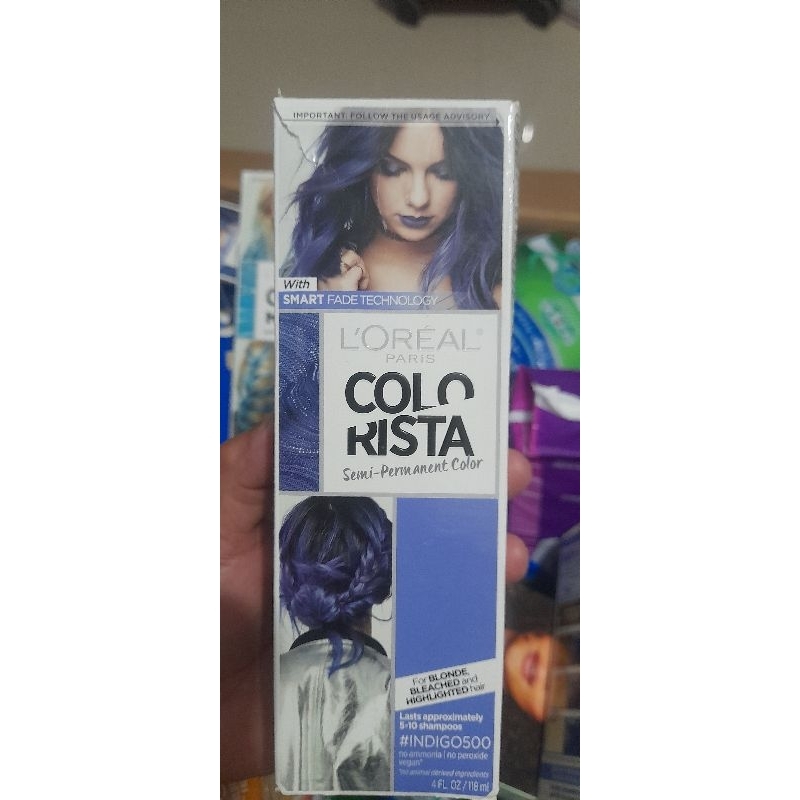 IMPORTANT: FOLLOW THE USAGE ADVISORY
With
SMART FADE TECHNOLOGY
L'ORÉAL®
PARIS
COLO
RISTA
Semi-Permanent Color
For BLONDE,
BLEACHED and
HIGHLIGHTED hair
Lasts approximately
5-10 shampoos
#INDIGO500
no ammonia | no peroxide
vegan*
*no animal derived ingredients
4 FL OZ / 118 ml